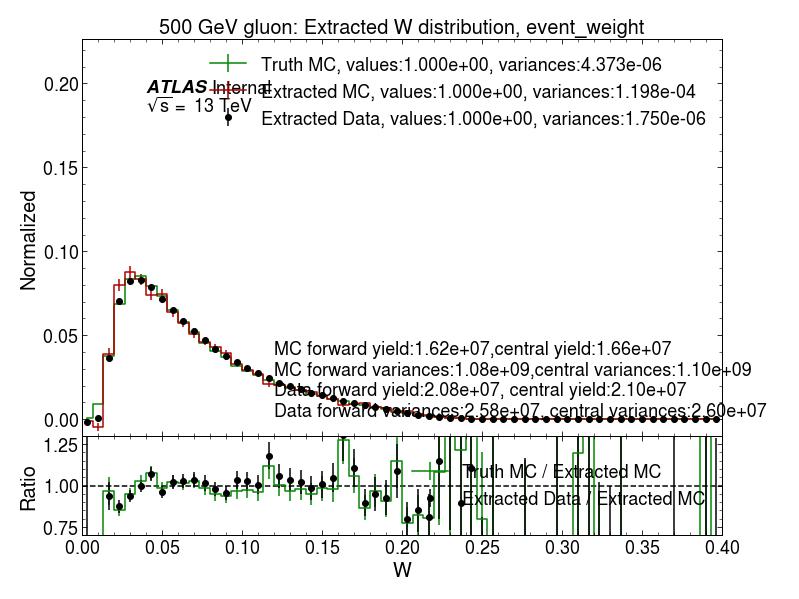 500 GeV gluon: Extracted W distribution, event_weight
Truth MC, values:1.000e+00, variances:4.373e-06
ATLAS Internal
Extracted MC, values:1.000e+00, variances:1.198e-04
√s = 13 TeV
Extracted Data, values:1.000e+00, variances:1.750e-06
Normalized
0.20
0.15
0.10
0.05
0.00
MC forward yield:1.62e+07,central yield:1.66e+07
MC forward variances:1.08e+09,central variances:1.10e+09
Data forward yield:2.08e+07, central yield:2.10e+07
Data forward variances:2.58e+07, central variances:2.60e+07
Ratio
1.25
1.00
0.75
Truth MC / Extracted MC
Extracted Data / Extracted MC
0.00 0.05 0.10 0.15 0.20 0.25 0.30 0.35 0.40
W